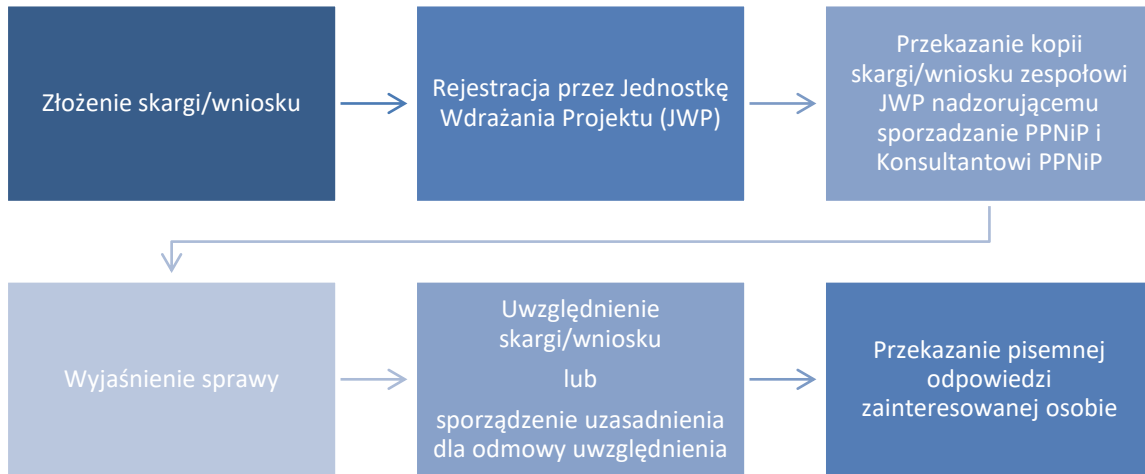 Złożenie skargi/wniosku
Rejestracja przez Jednostkę
Wdrażania Projektu (JWP)
Przekazanie kopii
skargi/wniosku zespołowi
JWP nadzorującemu
sporzadzanie PPNiP i
Konsultantowi PPNiP
Wyjaśnienie sprawy
Uwzględnienie
skargi/wniosku
lub
sporządzenie uzasadnienia
dla odmowy uwzględnienia
Przekazanie pisemnej
odpowiedzi
zainteresowanej osobie